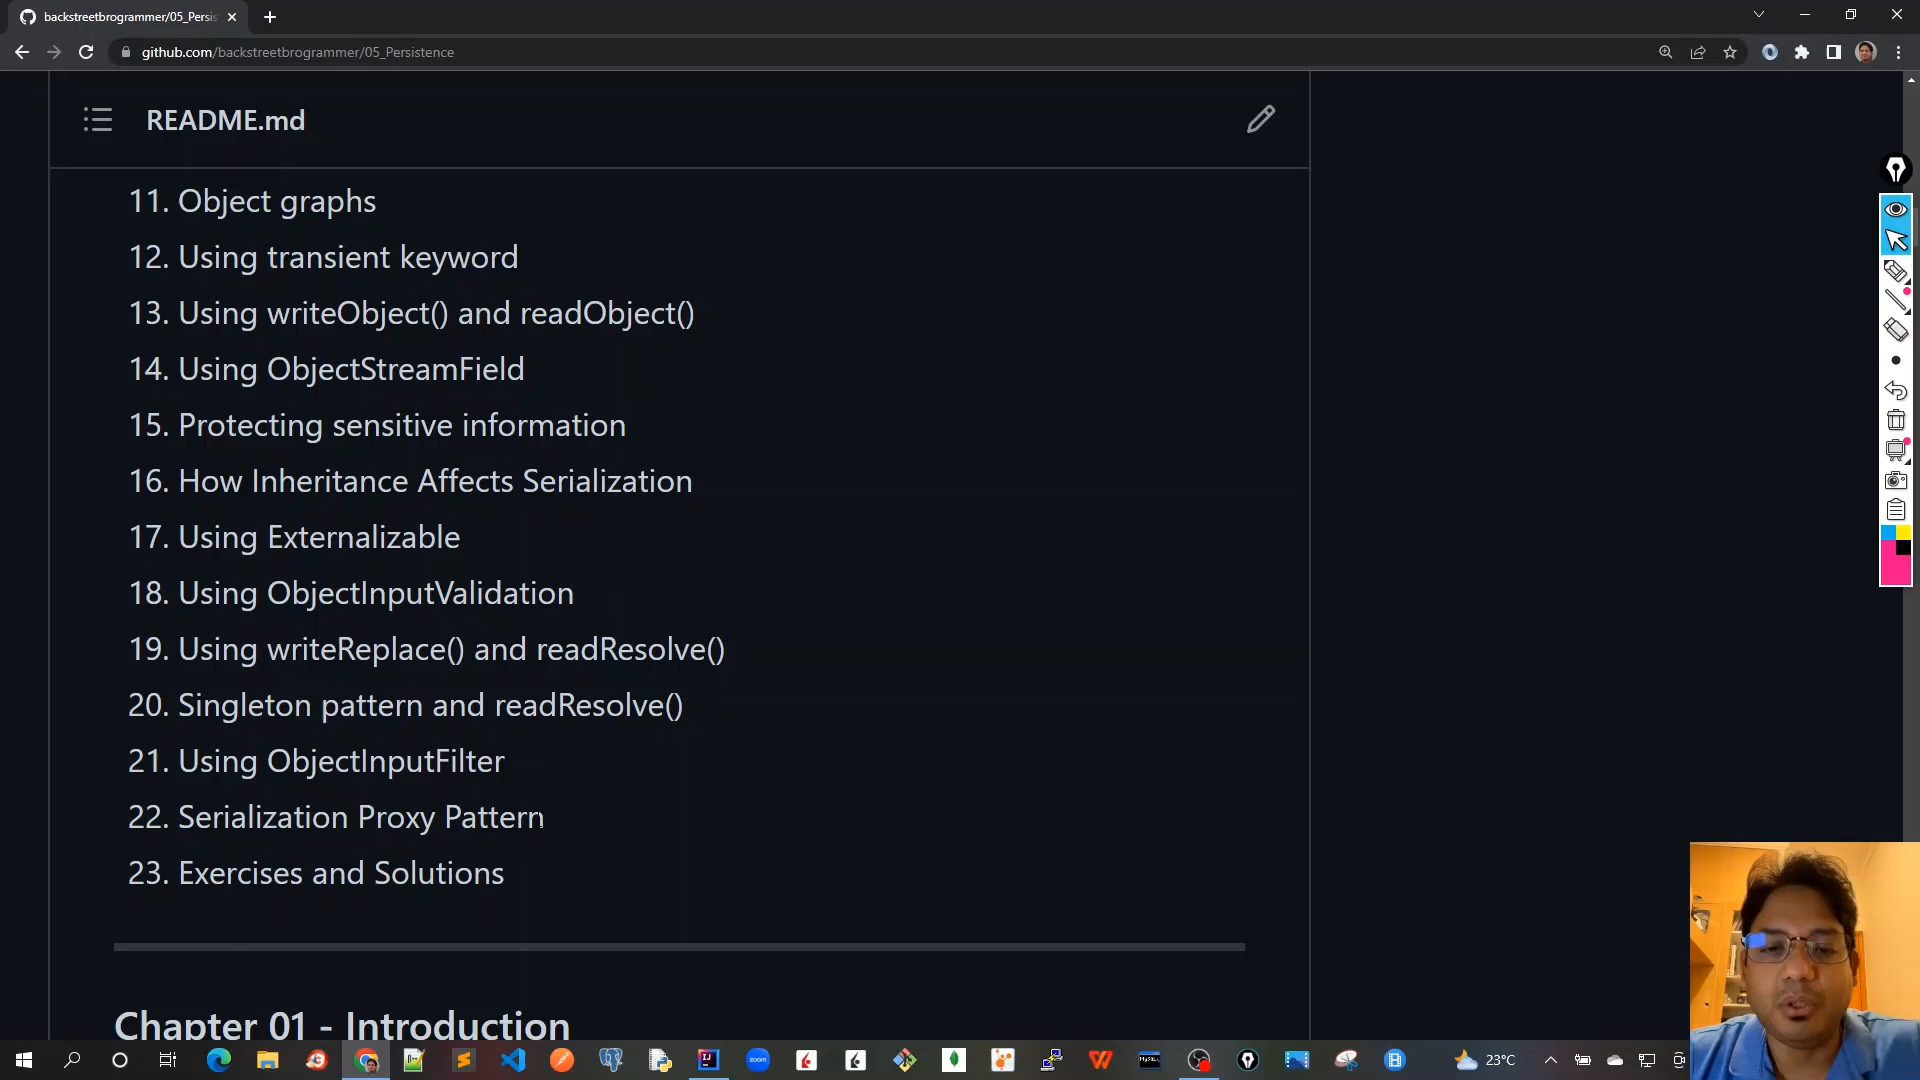 backstreetbrogrammer/05_Persis
github.com/backstreetbrogrammer/05_Persistence
README.md
11. Object graphs
12. Using transient keyword
13. Using writeObject() and readObject()
14. Using ObjectStreamField
15. Protecting sensitive information
16. How Inheritance Affects Serialization
17. Using Externalizable
18. Using ObjectInputValidation
19. Using writeReplace() and readResolve()
20. Singleton pattern and readResolve()
21. Using ObjectInputFilter
22. Serialization Proxy Pattern
23. Exercises and Solutions
Chapter 01 - Introduction
zoom
23°C